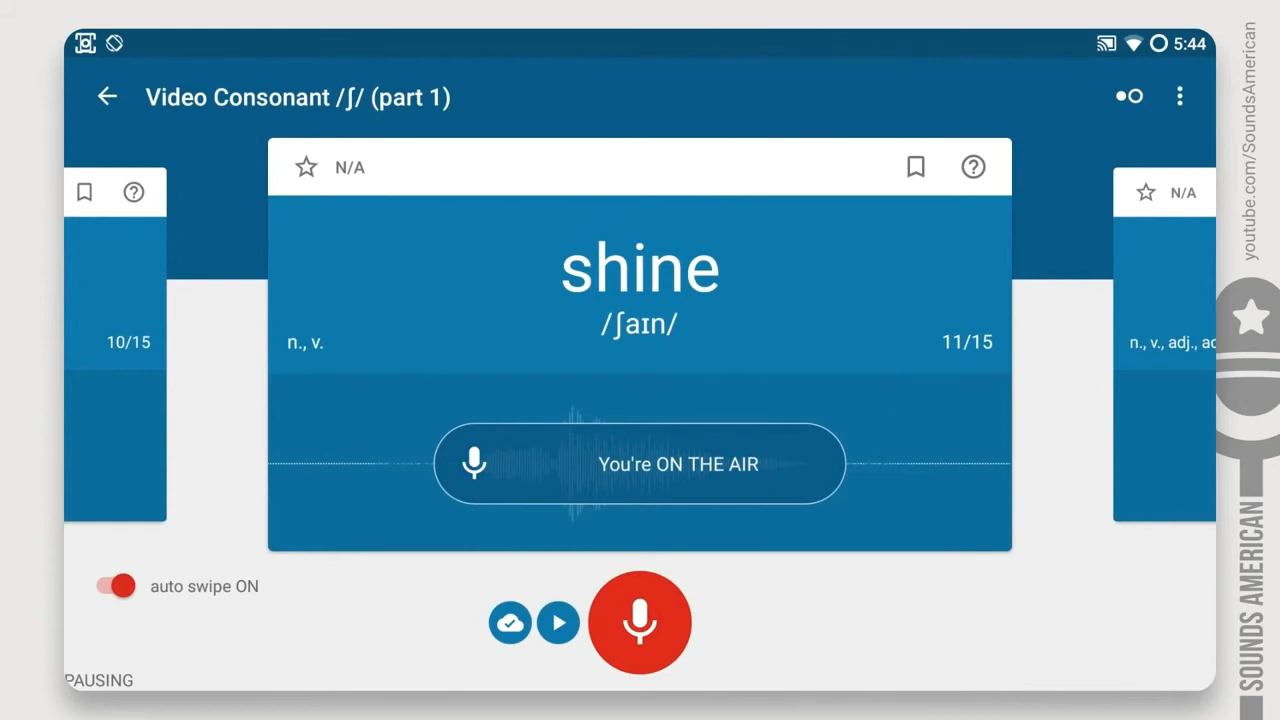 5:44
Video Consonant /ʃ/ (part 1)
N/A
N/A
shine
/ʃaɪn/
10/15
n., v.
11/15
n., v., adj., ac
You're ON THE AIR
auto swipe ON
PAUSING
youtube.com/SoundsAmerican
SOUNDS AMERICAN